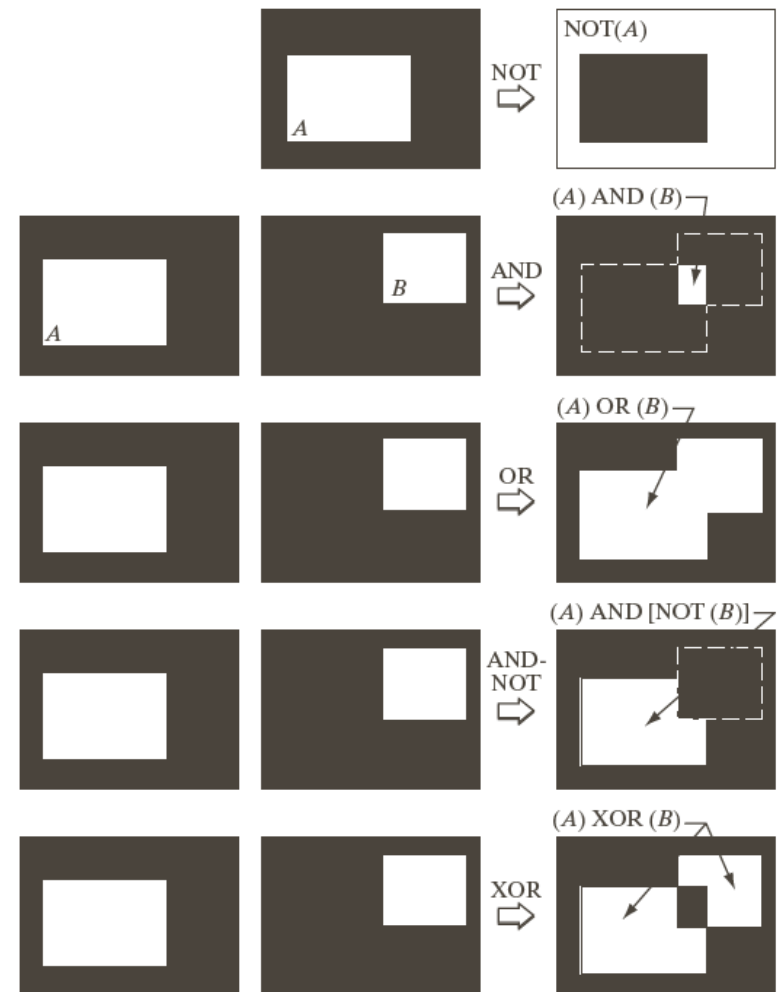 NOT(A)
NOT
A
(A) AND (B)
AND
B
A
(A) OR (B)
OR
(A) AND [NOT (B)]
AND-
NOT
(A) XOR (B)
XOR